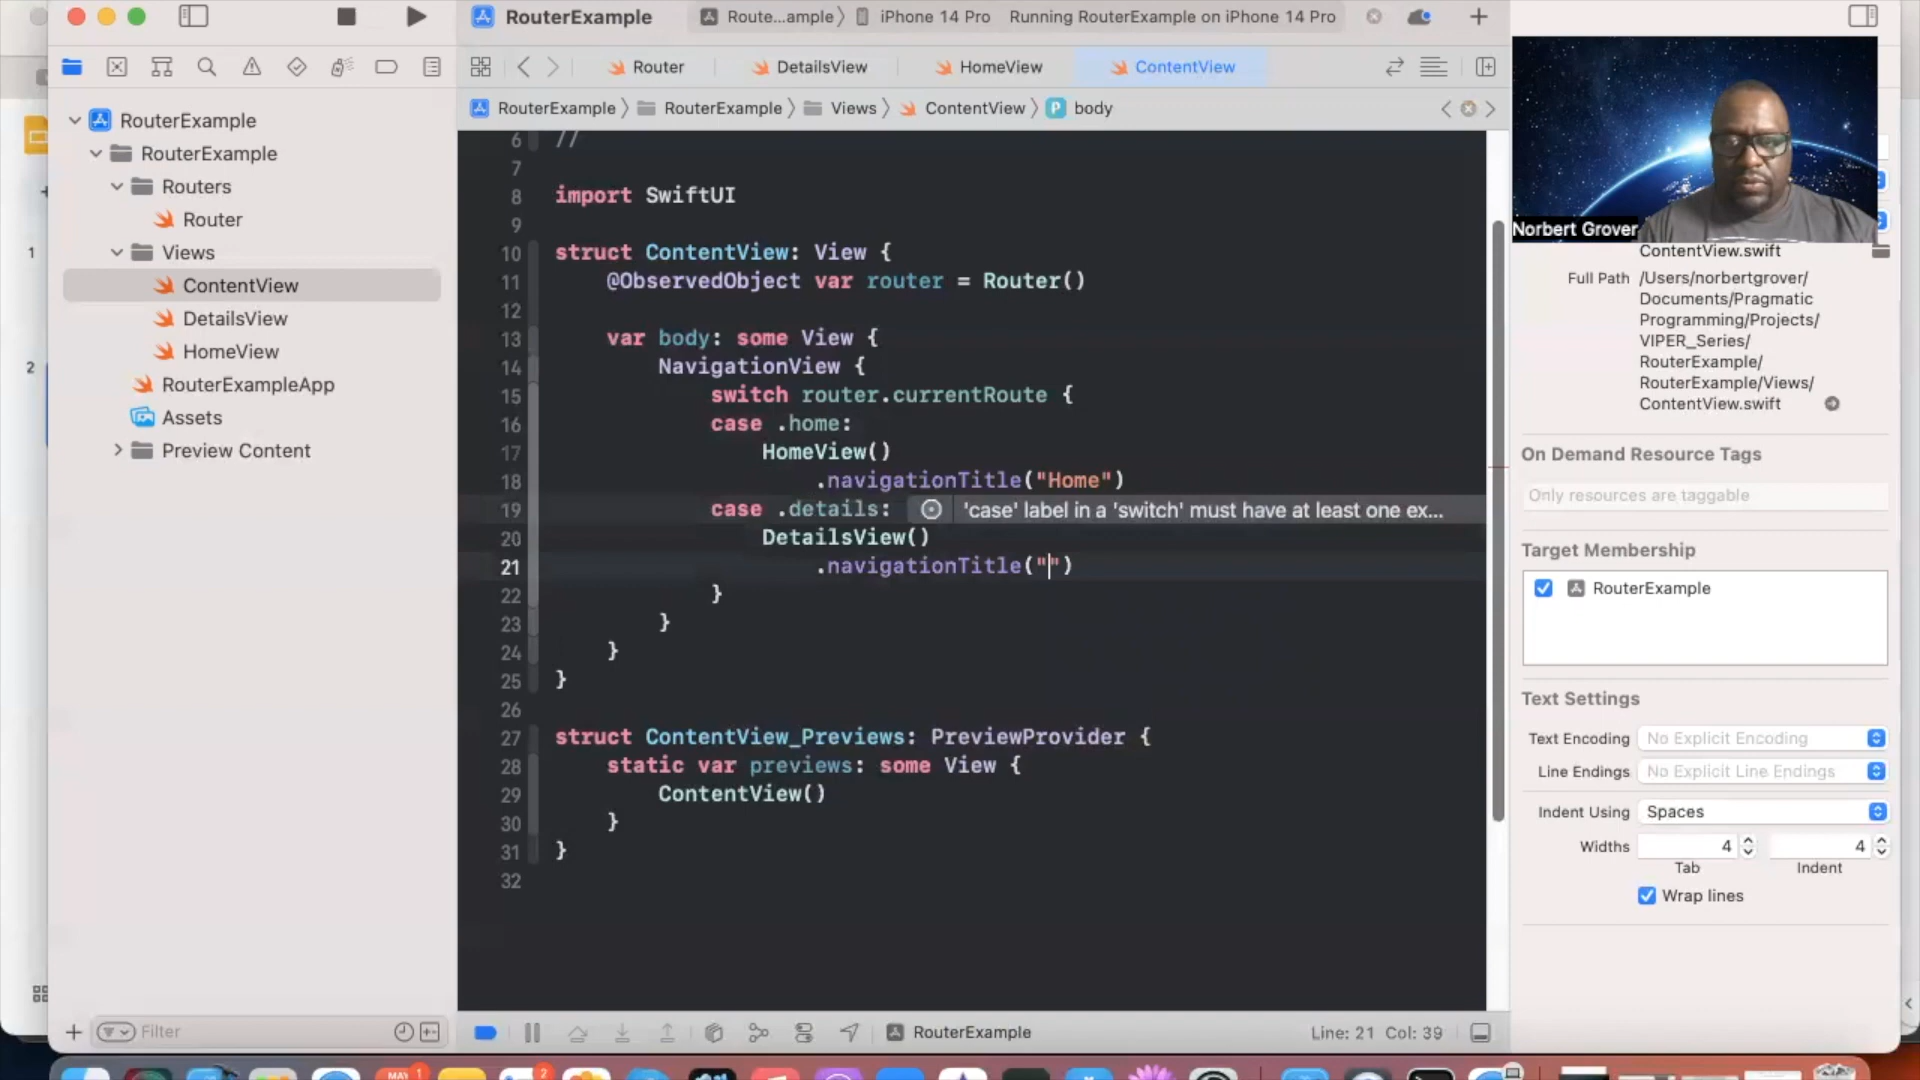 RouterExample
Route...ample
iPhone 14 Pro
Running RouterExample on iPhone 14 Pro
Router
DetailsView
HomeView
ContentView
RouterExample
RouterExample
Views
ContentView
P
body
RouterExample
RouterExample
Routers
Router
Views
ContentView
DetailsView
HomeView
RouterExampleApp
Assets
Preview Content
1
2
6 //
7
8 import SwiftUI
9
10 struct ContentView: View {
11 @ObservedObject var router = Router()
12
13 var body: some View {
14 NavigationView {
15 switch router.currentRoute {
16 case .home:
17 HomeView()
18 .navigationTitle("Home")
19 case .details:
'case' label in a 'switch' must have at least one ex...
20 DetailsView()
21 .navigationTitle("")
22 }
23 }
24 }
25 }
26
27 struct ContentView_Previews: PreviewProvider {
28 static var previews: some View {
29 ContentView()
30 }
31 }
32
Norbert Grover
ContentView.swift
Full Path /Users/norbertgrover/
Documents/Pragmatic
Programming/Projects/
VIPER_Series/
RouterExample/
RouterExample/Views/
ContentView.swift
On Demand Resource Tags
Only resources are taggable
Target Membership
RouterExample
Text Settings
Text Encoding No Explicit Encoding
Line Endings No Explicit Line Endings
Indent Using Spaces
Widths 4 4
Tab Indent
Wrap lines
Filter
RouterExample
Line: 21 Col: 39
MAY 1
2